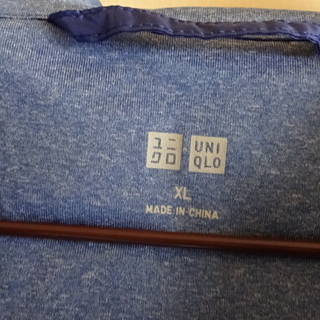 ユニ UNI
クロ QLO
XL
MADE IN CHINA